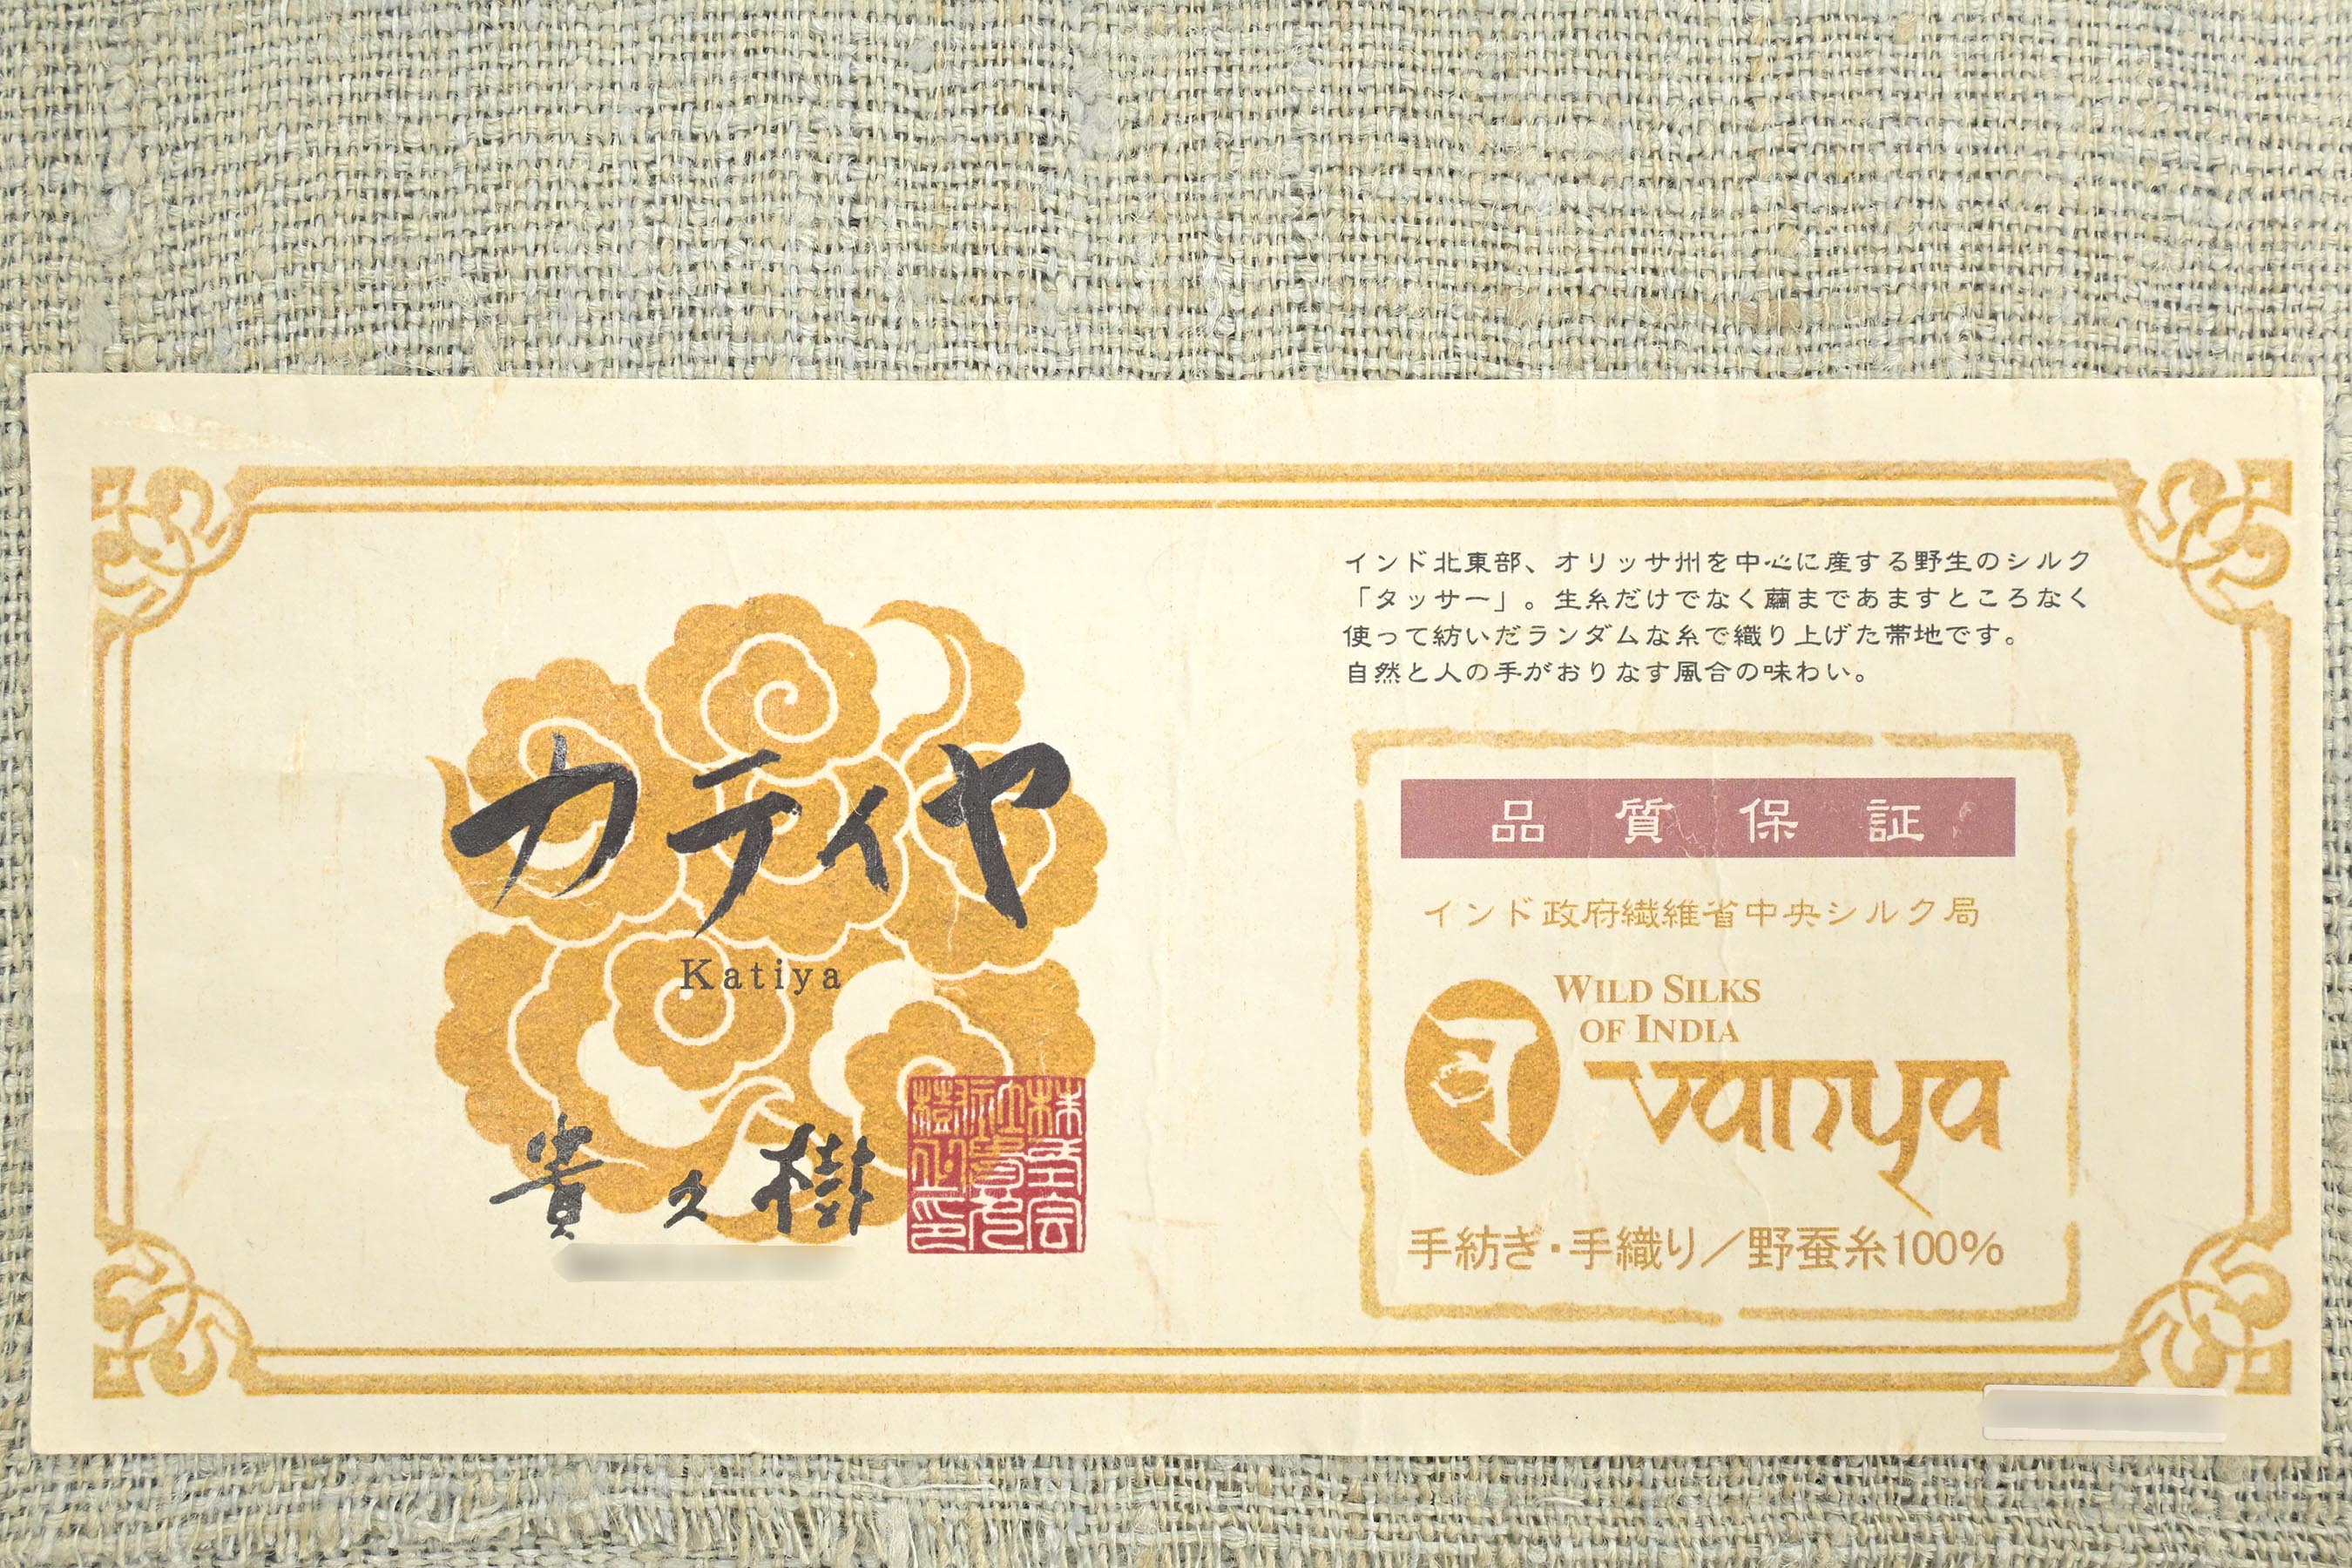 カティヤ
Katiya
貴久樹
インド北東部、オリッサ州を中心に産する野生のシルク
「タッサー」。生糸だけでなく繭まであますところなく
使って紡いだランダムな糸で織り上げた帯地です。
自然と人の手がおりなす風合の味わい。
品質保証
インド政府繊維省中央シルク局
WILD SILKS
OF INDIA
vanya
手紡ぎ・手織り／野蚕糸100%